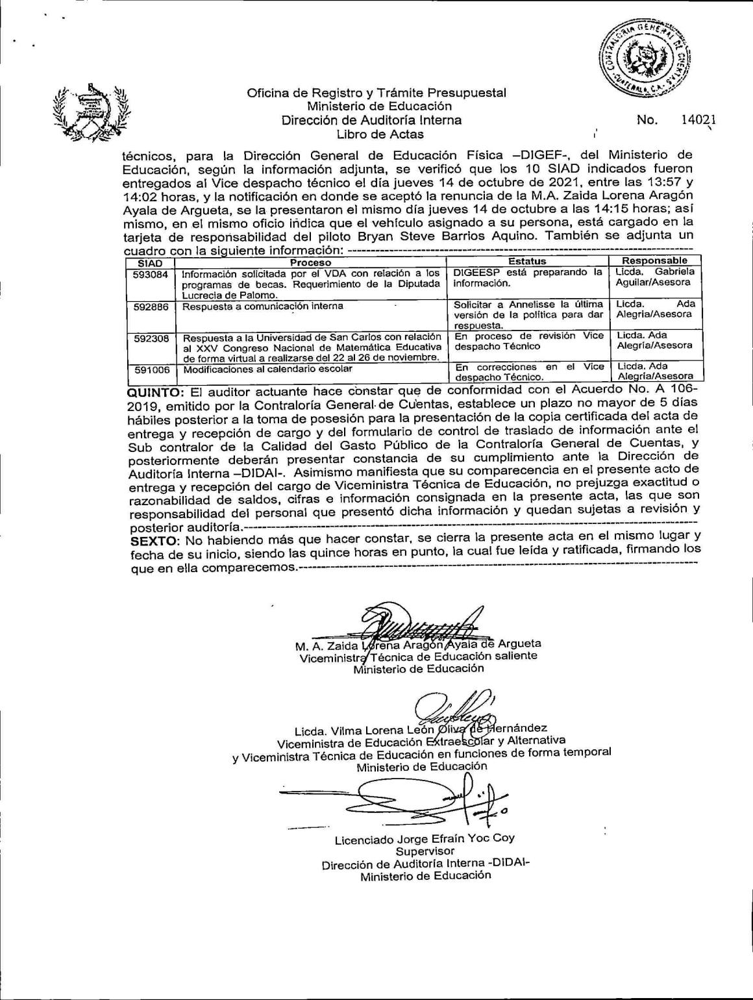 CONTRALORIA GENERAL DE CUENTAS
GUATEMALA, C.A.
Oficina de Registro y Trámite Presupuestal
Ministerio de Educación
Dirección de Auditoría Interna
Libro de Actas
No. 14021
técnicos, para la Dirección General de Educación Física –DIGEF-, del Ministerio de
Educación, según la información adjunta, se verificó que los 10 SIAD indicados fueron
entregados al Vice despacho técnico el día jueves 14 de octubre de 2021, entre las 13:57 y
14:02 horas, y la notificación en donde se aceptó la renuncia de la M.A. Zaida Lorena Aragón
Ayala de Argueta, se la presentaron el mismo día jueves 14 de octubre a las 14:15 horas; así
mismo, en el mismo oficio indica que el vehículo asignado a su persona, está cargado en la
tarjeta de responsabilidad del piloto Bryan Steve Barrios Aquino. También se adjunta un
cuadro con la siguiente información: ----------
SIAD Proceso Estatus Responsable
593084 Información solicitada por el VDA con relación a los DIGEESP está preparando la Licda. Gabriela
programas de becas. Requerimiento de la Diputada información. Aguilar/Asesora
Lucrecia de Palomo.
592886 Respuesta a comunicación interna Solicitar a Annelisse la última Licda. Ada
versión de la política para dar Alegria/Asesora
respuesta.
592308 Respuesta a la Universidad de San Carlos con relación En proceso de revisión Vice Licda. Ada
al XXV Congreso Nacional de Matemática Educativa despacho Técnico Alegría/Asesora
de forma virtual a realizarse del 22 al 26 de noviembre.
591006 Modificaciones al calendario escolar En correcciones en el Vice Licda. Ada
despacho Técnico. Alegría/Asesora
QUINTO: El auditor actuante hace constar que de conformidad con el Acuerdo No. A 106-
2019, emitido por la Contraloría General de Cuentas, establece un plazo no mayor de 5 días
hábiles posterior a la toma de posesión para la presentación de la copia certificada del acta de
entrega y recepción de cargo y del formulario de control de traslado de información ante el
Sub contralor de la Calidad del Gasto Público de la Contraloría General de Cuentas, y
posteriormente deberán presentar constancia de su cumplimiento ante la Dirección de
Auditoría Interna –DIDAI-. Asimismo manifiesta que su comparecencia en el presente acto de
entrega y recepción del cargo de Viceministra Técnica de Educación, no prejuzga exactitud o
razonabilidad de saldos, cifras e información consignada en la presente acta, las que son
responsabilidad del personal que presentó dicha información y quedan sujetas a revisión y
posterior auditoría.----------
SEXTO: No habiendo más que hacer constar, se cierra la presente acta en el mismo lugar y
fecha de su inicio, siendo las quince horas en punto, la cual fue leída y ratificada, firmando los
que en ella comparecemos.----------
M. A. Zaida Lorena Aragón Ayala de Argueta
Viceministra Técnica de Educación saliente
Ministerio de Educación
Licda. Vilma Lorena León Oliva de Hernández
Viceministra de Educación Extraescolar y Alternativa
y Viceministra Técnica de Educación en funciones de forma temporal
Ministerio de Educación
Licenciado Jorge Efraín Yoc Coy
Supervisor
Dirección de Auditoría Interna -DIDAI-
Ministerio de Educación